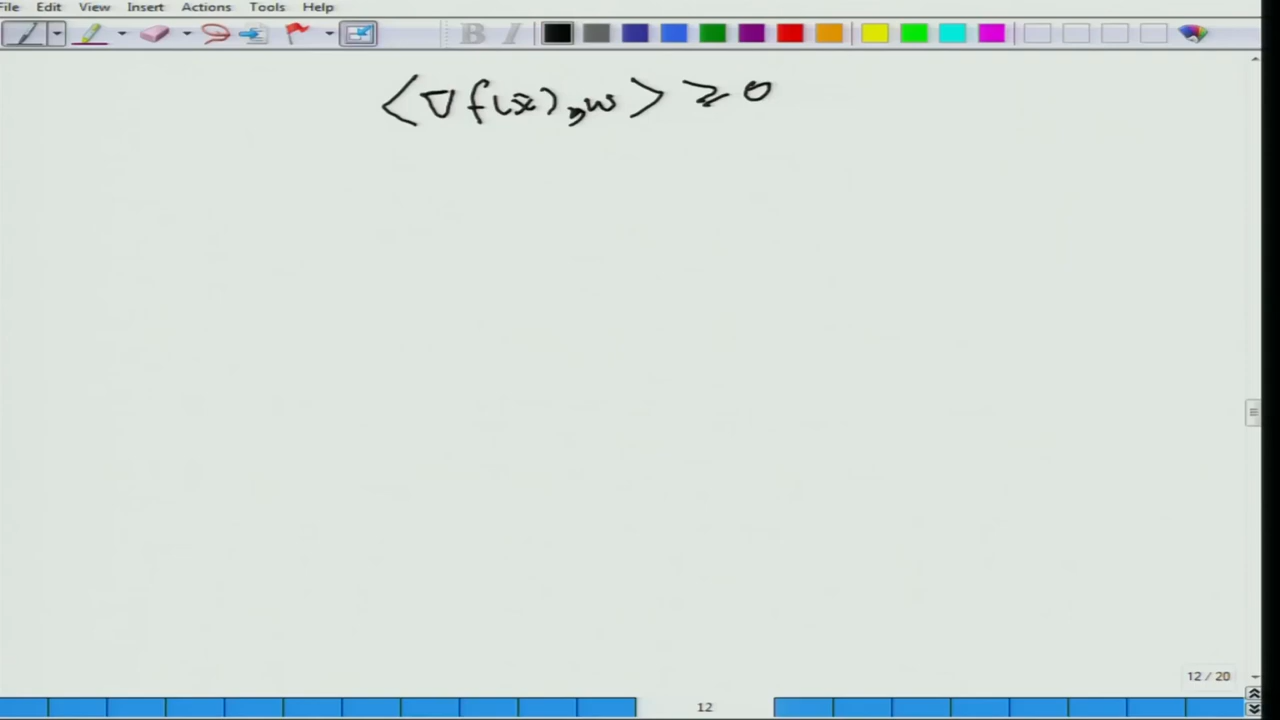 File Edit View Insert Actions Tools Help
B I
⟨∇f(x̄), w⟩ ≥ 0
12 / 20
12